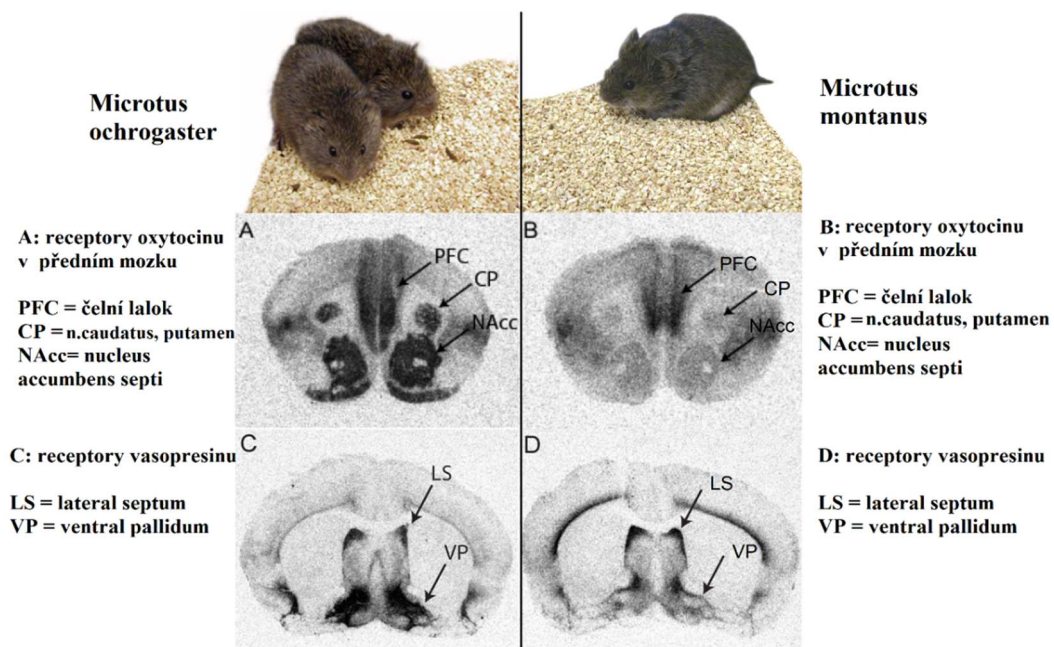 Microtus
ochrogaster
Microtus
montanus
A: receptory oxytocinu
v předním mozku
PFC = čelní lalok
CP = n.caudatus, putamen
NAcc= nucleus
accumbens septi
A
PFC
CP
NAcc
B
PFC
CP
NAcc
B: receptory oxytocinu
v předním mozku
PFC = čelní lalok
CP = n.caudatus, putamen
NAcc= nucleus
accumbens septi
C: receptory vasopresinu
LS = lateral septum
VP = ventral pallidum
C
LS
VP
D
LS
VP
D: receptory vasopresinu
LS = lateral septum
VP = ventral pallidum